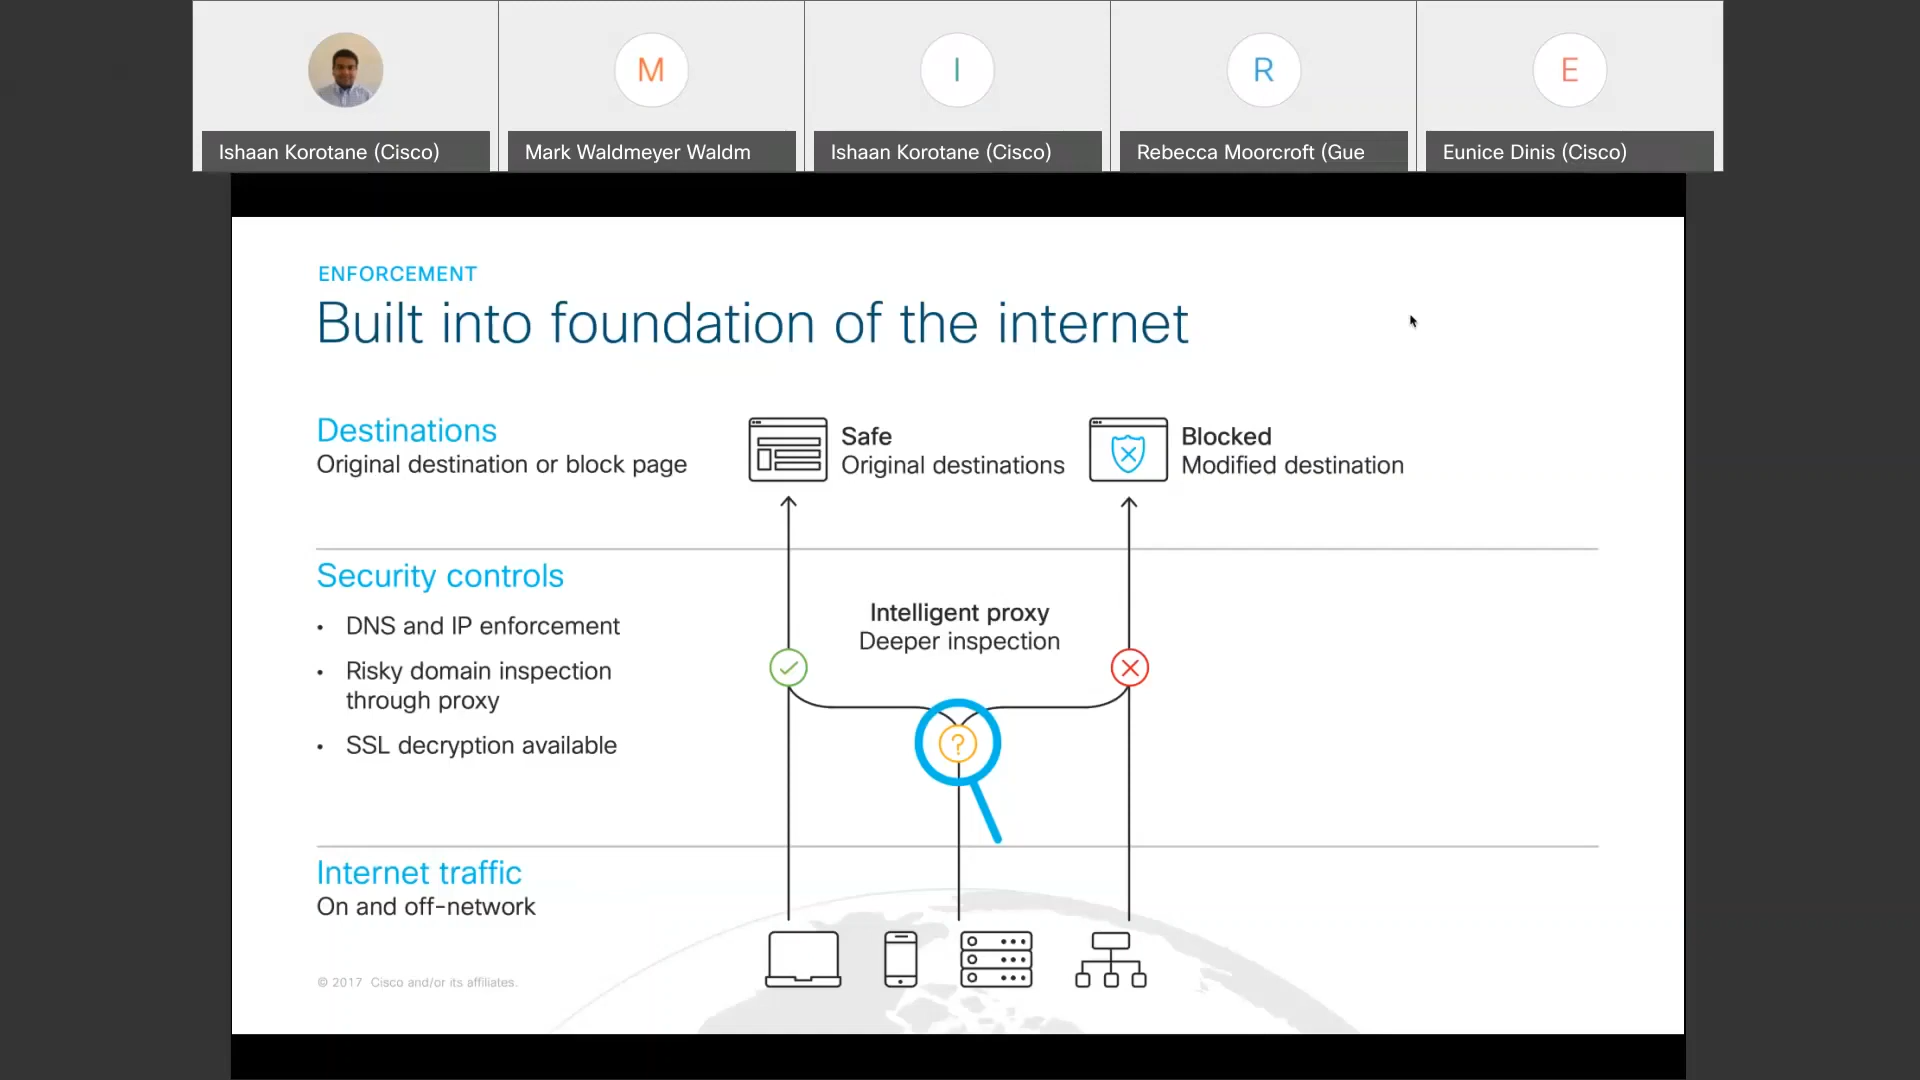 M
I
R
E
Ishaan Korotane (Cisco)
Mark Waldmeyer Waldm
Ishaan Korotane (Cisco)
Rebecca Moorcroft (Gue
Eunice Dinis (Cisco)
ENFORCEMENT
Built into foundation of the internet
Destinations
Original destination or block page
Safe
Original destinations
Blocked
Modified destination
Security controls
• DNS and IP enforcement
• Risky domain inspection
through proxy
• SSL decryption available
Intelligent proxy
Deeper inspection
?
Internet traffic
On and off-network
© 2017 Cisco and/or its affiliates.